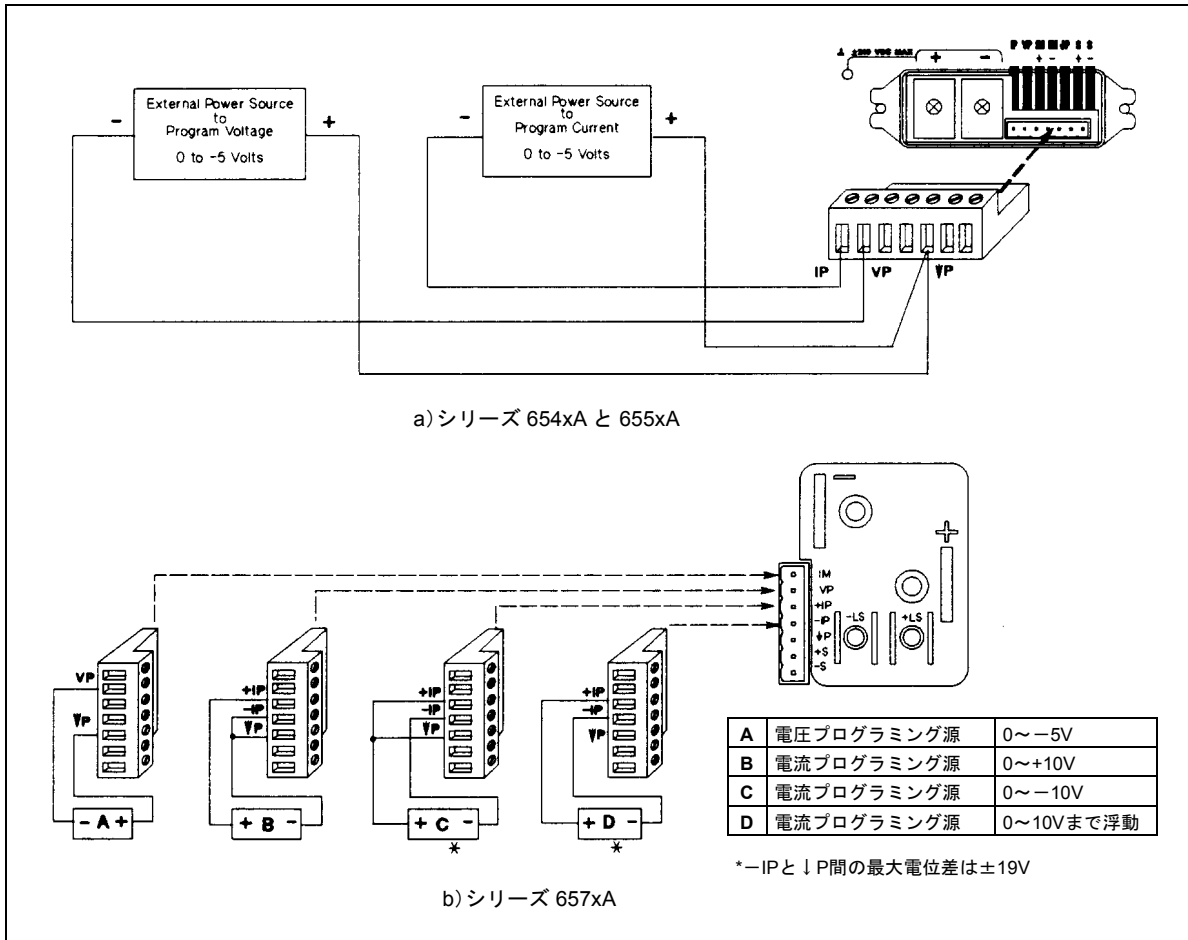 ⊥ ±240 VDC MAX
+ −
P VP IM IM ↓P S S
+ − + −
External Power Source
to
Program Voltage
0 to -5 Volts
- +
External Power Source
to
Program Current
0 to -5 Volts
- +
IP VP ↓P
a)シリーズ 654xA と 655xA
− +
IM
VP
+IP
-IP
↓P
+S
-S
-LS +LS
VP
↓P
- A +
+IP
-IP
↓P
+ B -
+IP
-IP
↓P
+ C -
*
+IP
-IP
↓P
+ D -
*
A 電圧プログラミング源 0～－5V
B 電流プログラミング源 0～+10V
C 電流プログラミング源 0～－10V
D 電流プログラミング源 0～10Vまで浮動
*－IPと↓P間の最大電位差は±19V
b)シリーズ 657xA